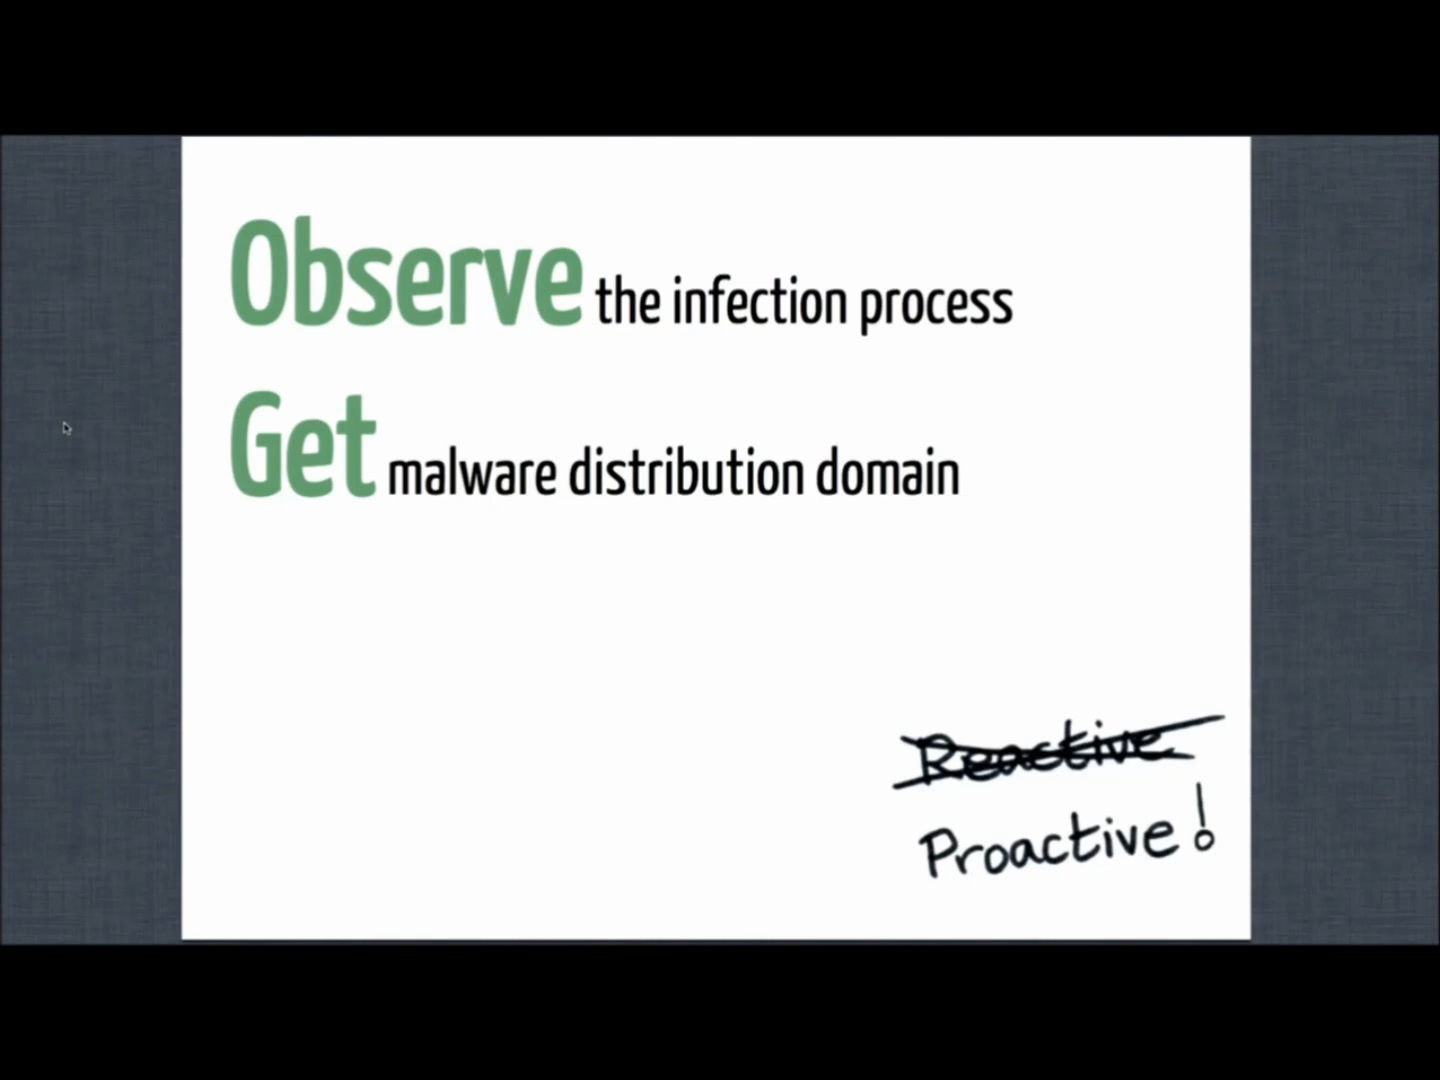 Observe the infection process
Get malware distribution domain
Reactive
Proactive!